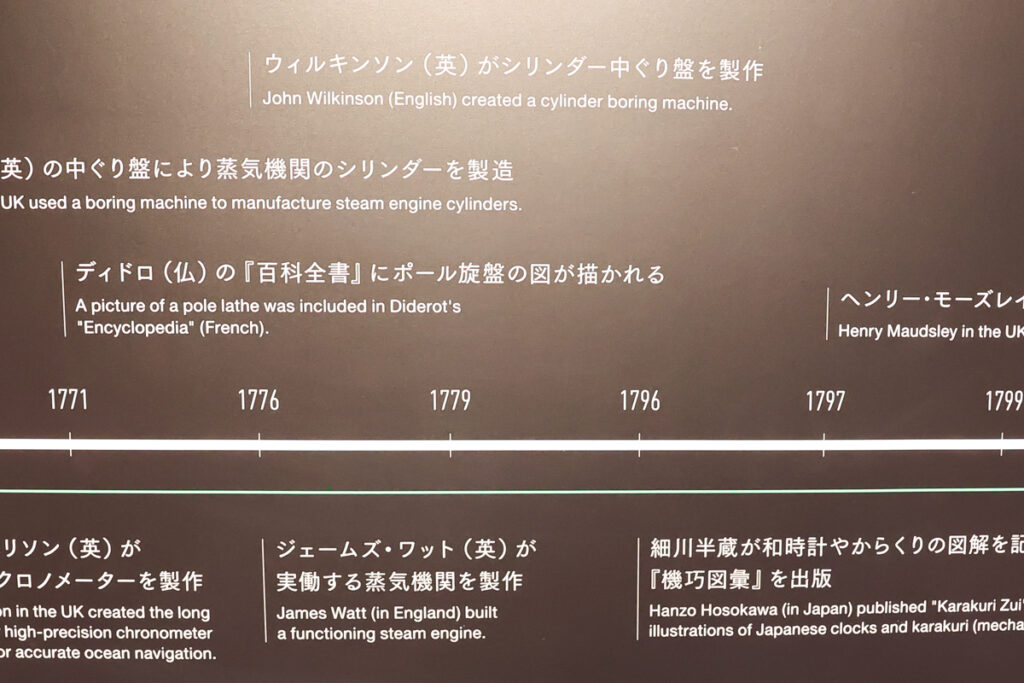 ウィルキンソン（英）がシリンダー中ぐり盤を製作
John Wilkinson (English) created a cylinder boring machine.
英）の中ぐり盤により蒸気機関のシリンダーを製造
UK used a boring machine to manufacture steam engine cylinders.
ディドロ（仏）の『百科全書』にポール旋盤の図が描かれる
A picture of a pole lathe was included in Diderot's
"Encyclopedia" (French).
ヘンリー・モーズレイ
Henry Maudsley in the UK
1771 1776 1779 1796 1797 1799
リソン（英）が
クロノメーターを製作
on in the UK created the long
high-precision chronometer
or accurate ocean navigation.
ジェームズ・ワット（英）が
実働する蒸気機関を製作
James Watt (in England) built
a functioning steam engine.
細川半蔵が和時計やからくりの図解を記
『機巧図彙』を出版
Hanzo Hosokawa (in Japan) published "Karakuri Zui"
illustrations of Japanese clocks and karakuri (mecha